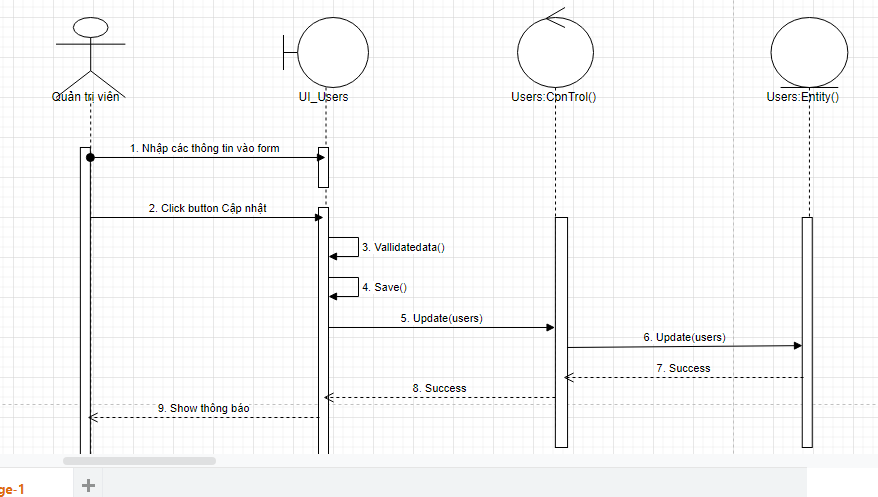 Quản trị viên
UI_Users
Users:ConTrol()
Users:Entity()
1. Nhập các thông tin vào form
2. Click button Cập nhật
3. Vallidatedata()
4. Save()
5. Update(users)
6. Update(users)
7. Success
8. Success
9. Show thông báo
ge-1